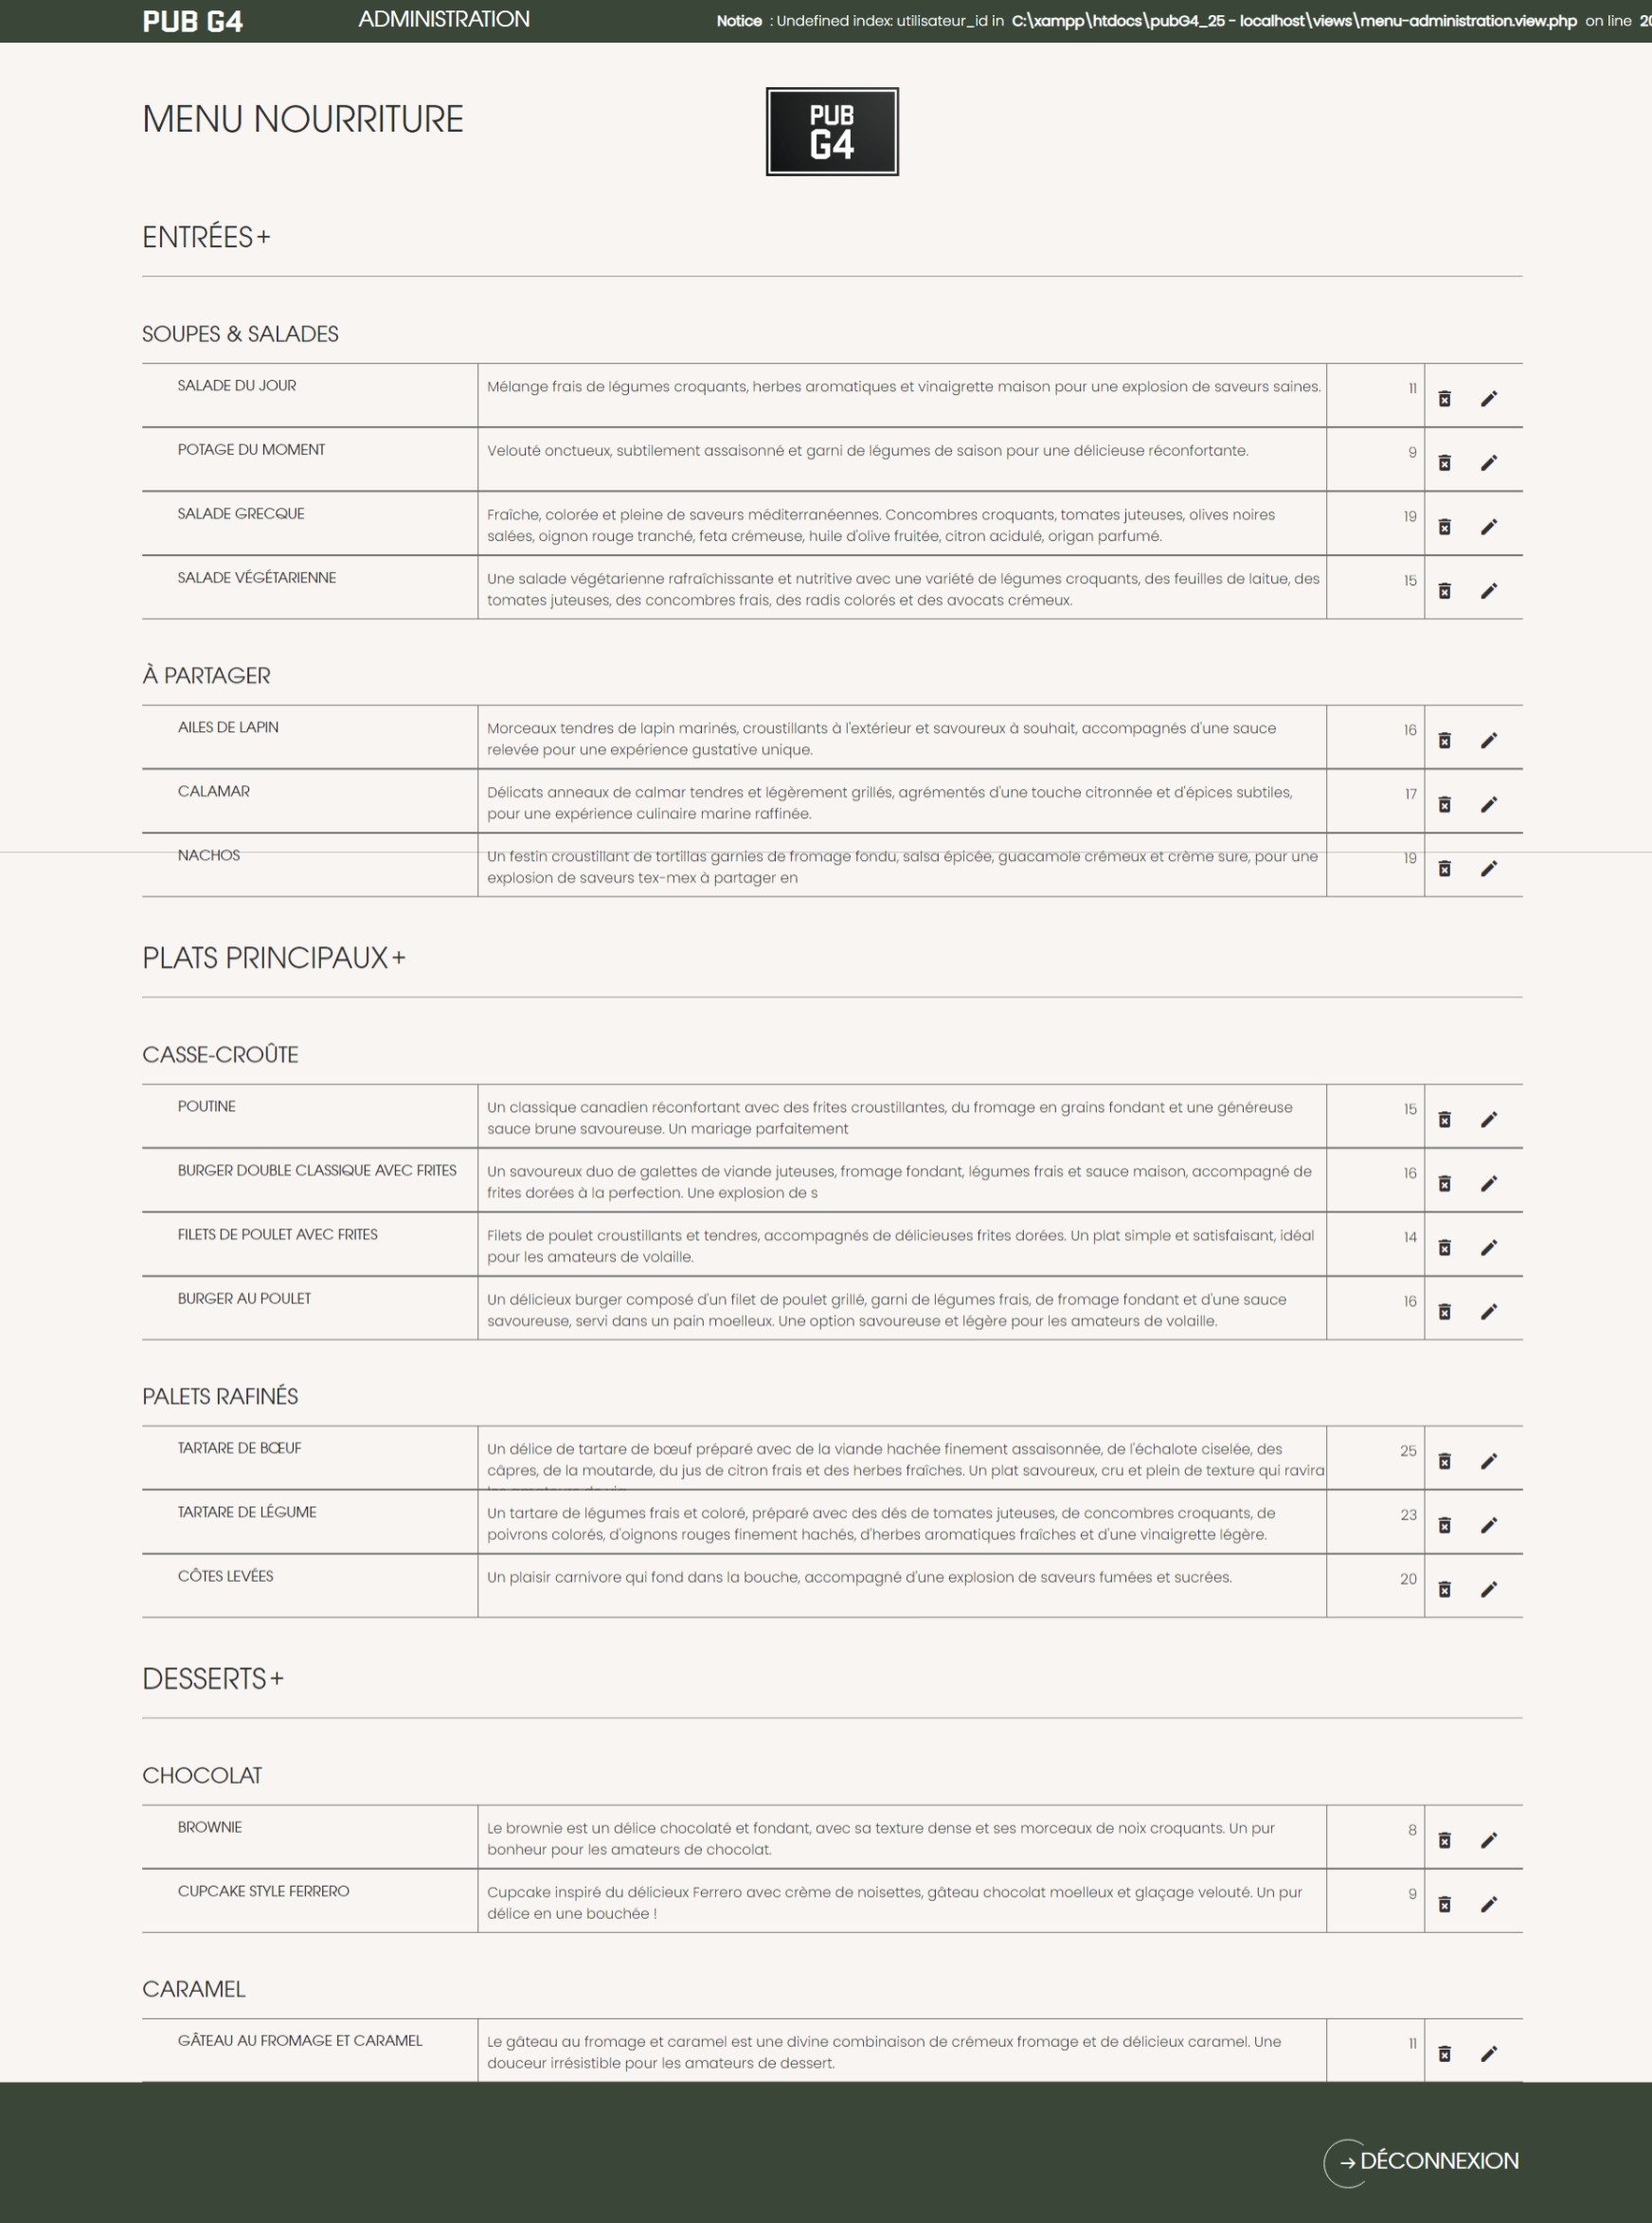 PUB G4
ADMINISTRATION
Notice : Undefined index: utilisateur_id in C:\xampp\htdocs\pubG4_25 - localhost\views\menu-administration.view.php on line
MENU NOURRITURE
PUB
G4
ENTRÉES+
SOUPES & SALADES
SALADE DU JOUR
Mélange frais de légumes croquants, herbes aromatiques et vinaigrette maison pour une explosion de saveurs saines.
11
POTAGE DU MOMENT
Velouté onctueux, subtilement assaisonné et garni de légumes de saison pour une délicieuse réconfortante.
9
SALADE GRECQUE
Fraîche, colorée et pleine de saveurs méditerranéennes. Concombres croquants, tomates juteuses, olives noires
salées, oignon rouge tranché, feta crémeuse, huile d'olive fruitée, citron acidulé, origan parfumé.
19
SALADE VÉGÉTARIENNE
Une salade végétarienne rafraîchissante et nutritive avec une variété de légumes croquants, des feuilles de laitue, des
tomates juteuses, des concombres frais, des radis colorés et des avocats crémeux.
15
À PARTAGER
AILES DE LAPIN
Morceaux tendres de lapin marinés, croustillants à l'extérieur et savoureux à souhait, accompagnés d'une sauce
relevée pour une expérience gustative unique.
16
CALAMAR
Délicats anneaux de calmar tendres et légèrement grillés, agrémentés d'une touche citronnée et d'épices subtiles,
pour une expérience culinaire marine raffinée.
17
NACHOS
Un festin croustillant de tortillas garnies de fromage fondu, salsa épicée, guacamole crémeux et crème sure, pour une
explosion de saveurs tex-mex à partager en
19
PLATS PRINCIPAUX+
CASSE-CROÛTE
POUTINE
Un classique canadien réconfortant avec des frites croustillantes, du fromage en grains fondant et une généreuse
sauce brune savoureuse. Un mariage parfaitement
15
BURGER DOUBLE CLASSIQUE AVEC FRITES
Un savoureux duo de galettes de viande juteuses, fromage fondant, légumes frais et sauce maison, accompagné de
frites dorées à la perfection. Une explosion de s
16
FILETS DE POULET AVEC FRITES
Filets de poulet croustillants et tendres, accompagnés de délicieuses frites dorées. Un plat simple et satisfaisant, idéal
pour les amateurs de volaille.
14
BURGER AU POULET
Un délicieux burger composé d'un filet de poulet grillé, garni de légumes frais, de fromage fondant et d'une sauce
savoureuse, servi dans un pain moelleux. Une option savoureuse et légère pour les amateurs de volaille.
16
PALETS RAFINÉS
TARTARE DE BŒUF
Un délice de tartare de bœuf préparé avec de la viande hachée finement assaisonnée, de l'échalote ciselée, des
câpres, de la moutarde, du jus de citron frais et des herbes fraîches. Un plat savoureux, cru et plein de texture qui ravira
25
TARTARE DE LÉGUME
Un tartare de légumes frais et coloré, préparé avec des dés de tomates juteuses, de concombres croquants, de
poivrons colorés, d'oignons rouges finement hachés, d'herbes aromatiques fraîches et d'une vinaigrette légère.
23
CÔTES LEVÉES
Un plaisir carnivore qui fond dans la bouche, accompagné d'une explosion de saveurs fumées et sucrées.
20
DESSERTS+
CHOCOLAT
BROWNIE
Le brownie est un délice chocolaté et fondant, avec sa texture dense et ses morceaux de noix croquants. Un pur
bonheur pour les amateurs de chocolat.
8
CUPCAKE STYLE FERRERO
Cupcake inspiré du délicieux Ferrero avec crème de noisettes, gâteau chocolat moelleux et glaçage velouté. Un pur
délice en une bouchée !
9
CARAMEL
GÂTEAU AU FROMAGE ET CARAMEL
Le gâteau au fromage et caramel est une divine combinaison de crémeux fromage et de délicieux caramel. Une
douceur irrésistible pour les amateurs de dessert.
11
DÉCONNEXION